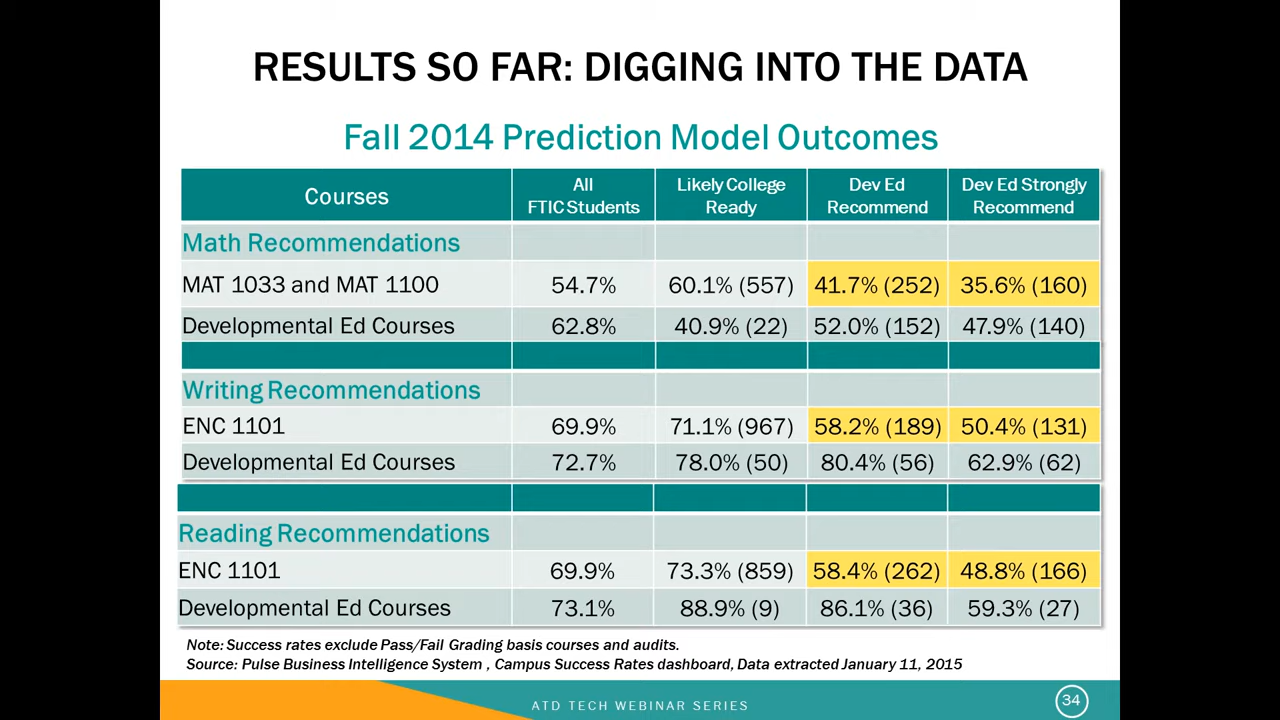 RESULTS SO FAR: DIGGING INTO THE DATA
Fall 2014 Prediction Model Outcomes
Courses All FTIC Students Likely College Ready Dev Ed Recommend Dev Ed Strongly Recommend
Math Recommendations
MAT 1033 and MAT 1100 54.7% 60.1% (557) 41.7% (252) 35.6% (160)
Developmental Ed Courses 62.8% 40.9% (22) 52.0% (152) 47.9% (140)
Writing Recommendations
ENC 1101 69.9% 71.1% (967) 58.2% (189) 50.4% (131)
Developmental Ed Courses 72.7% 78.0% (50) 80.4% (56) 62.9% (62)
Reading Recommendations
ENC 1101 69.9% 73.3% (859) 58.4% (262) 48.8% (166)
Developmental Ed Courses 73.1% 88.9% (9) 86.1% (36) 59.3% (27)
Note: Success rates exclude Pass/Fail Grading basis courses and audits.
Source: Pulse Business Intelligence System , Campus Success Rates dashboard, Data extracted January 11, 2015
ATD TECH WEBINAR SERIES
34